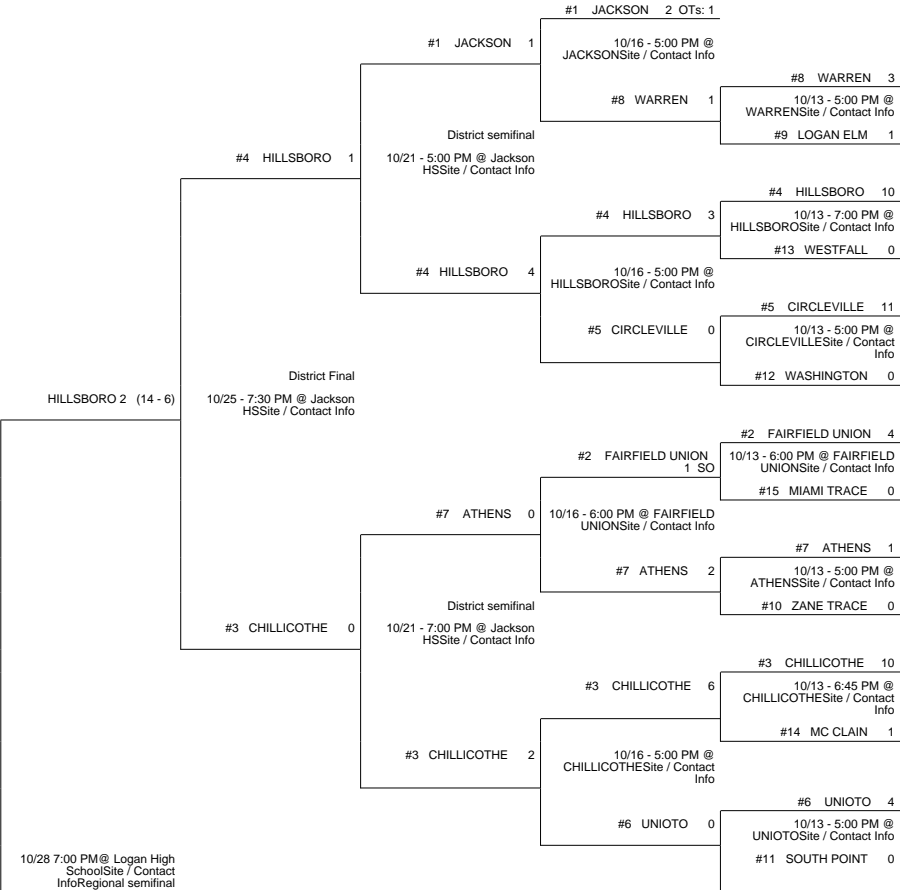 #1 JACKSON 2 OTs: 1
#1 JACKSON 1
10/16 - 5:00 PM @
JACKSONSite / Contact Info
#8 WARREN 3
#8 WARREN 1
10/13 - 5:00 PM @
WARRENSite / Contact Info
#9 LOGAN ELM 1
District semifinal
#4 HILLSBORO 1
10/21 - 5:00 PM @ Jackson
HSSite / Contact Info
#4 HILLSBORO 10
#4 HILLSBORO 3
10/13 - 7:00 PM @
HILLSBOROSite / Contact Info
#13 WESTFALL 0
#4 HILLSBORO 4
10/16 - 5:00 PM @
HILLSBOROSite / Contact Info
#5 CIRCLEVILLE 11
#5 CIRCLEVILLE 0
10/13 - 5:00 PM @
CIRCLEVILLESite / Contact
Info
#12 WASHINGTON 0
District Final
HILLSBORO 2 (14 - 6)
10/25 - 7:30 PM @ Jackson
HSSite / Contact Info
#2 FAIRFIELD UNION 4
#2 FAIRFIELD UNION
1 SO
10/13 - 6:00 PM @ FAIRFIELD
UNIONSite / Contact Info
#15 MIAMI TRACE 0
#7 ATHENS 0
10/16 - 6:00 PM @ FAIRFIELD
UNIONSite / Contact Info
#7 ATHENS 1
#7 ATHENS 2
10/13 - 5:00 PM @
ATHENSSite / Contact Info
#10 ZANE TRACE 0
District semifinal
#3 CHILLICOTHE 0
10/21 - 7:00 PM @ Jackson
HSSite / Contact Info
#3 CHILLICOTHE 10
#3 CHILLICOTHE 6
10/13 - 6:45 PM @
CHILLICOTHESite / Contact
Info
#14 MC CLAIN 1
#3 CHILLICOTHE 2
10/16 - 5:00 PM @
CHILLICOTHESite / Contact
Info
#6 UNIOTO 4
#6 UNIOTO 0
10/13 - 5:00 PM @
UNIOTOSite / Contact Info
#11 SOUTH POINT 0
10/28 7:00 PM@ Logan High
SchoolSite / Contact
InfoRegional semifinal